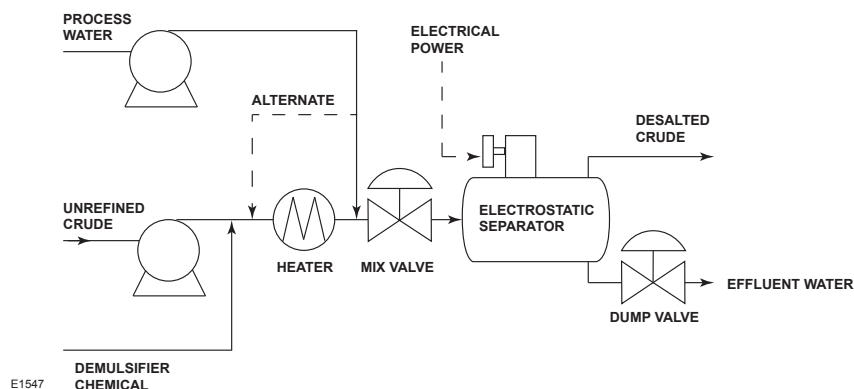 PROCESS
WATER
ELECTRICAL
POWER
ALTERNATE
DESALTED
CRUDE
UNREFINED
CRUDE
ELECTROSTATIC
SEPARATOR
HEATER
MIX VALVE
EFFLUENT WATER
DUMP VALVE
DEMULSIFIER
CHEMICAL
E1547